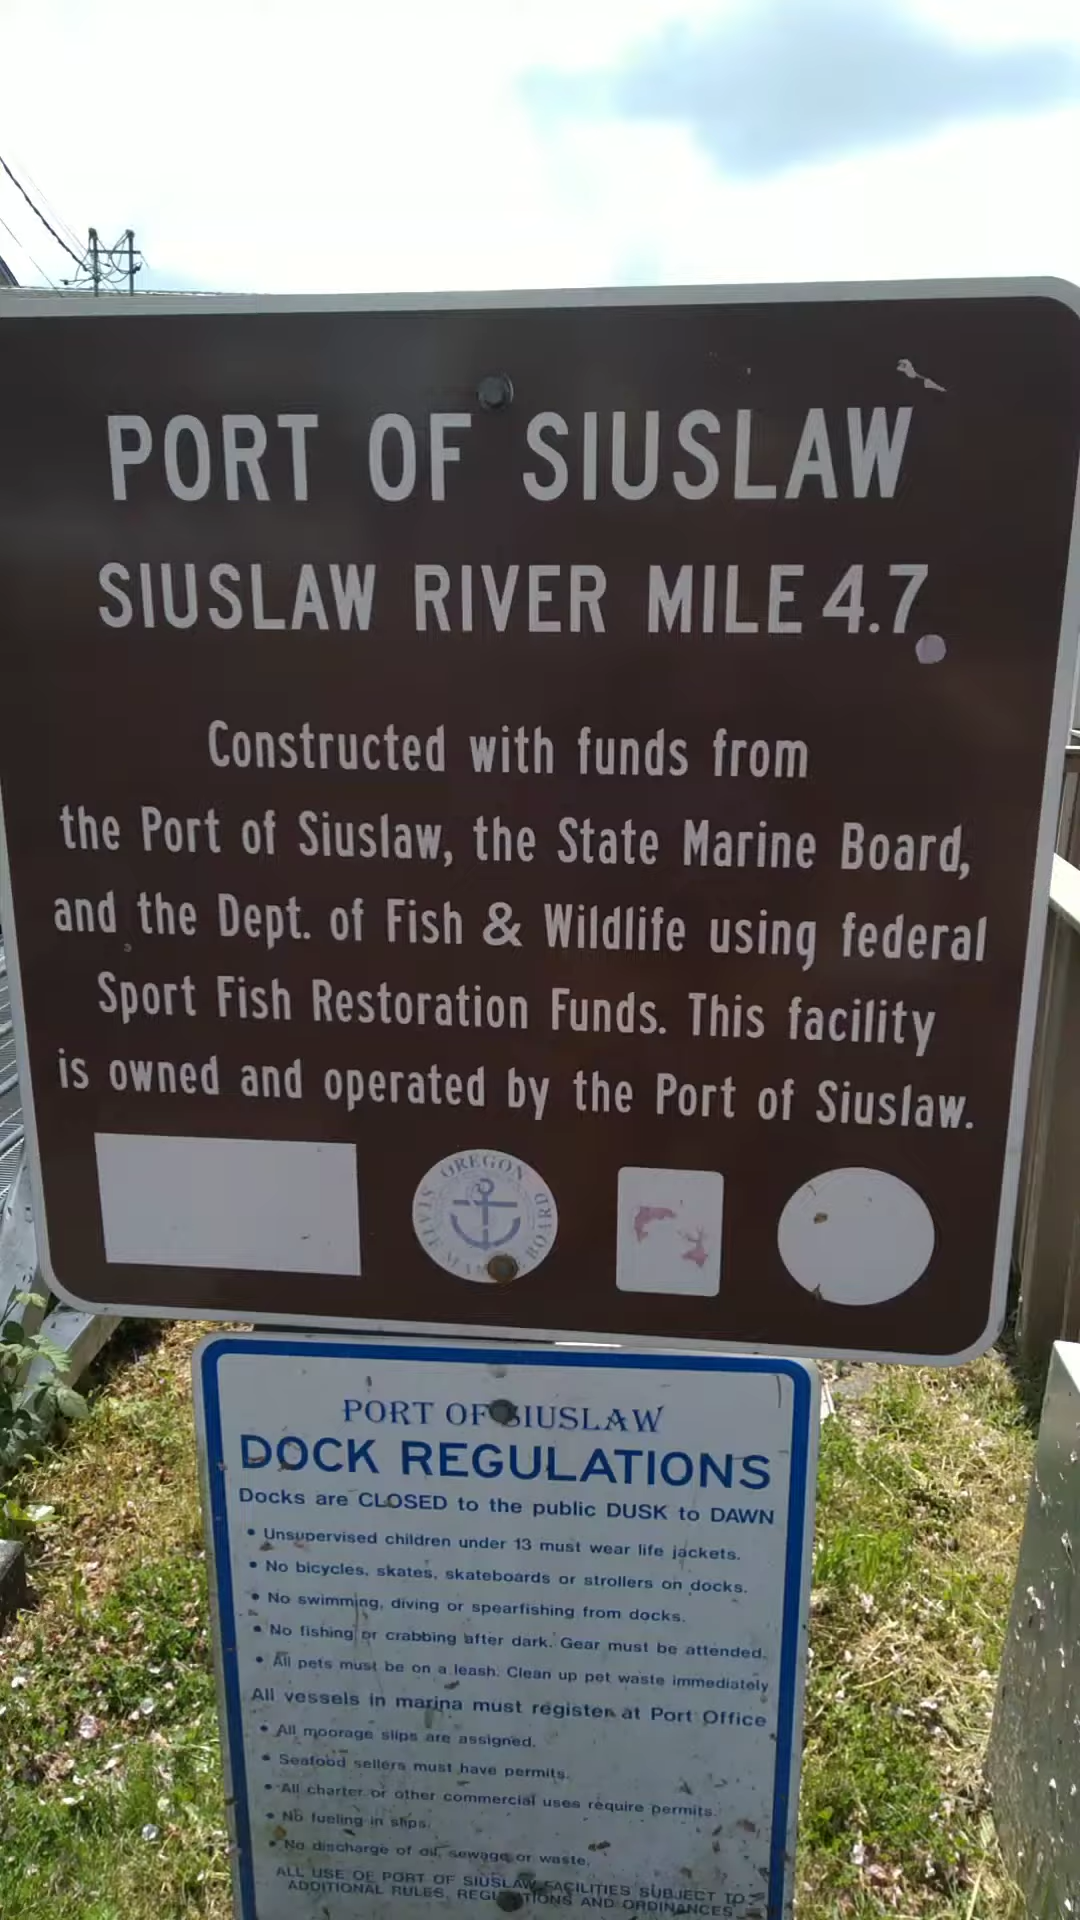 PORT OF SIUSLAW
SIUSLAW RIVER MILE 4.7
Constructed with funds from
the Port of Siuslaw, the State Marine Board,
and the Dept. of Fish & Wildlife using federal
Sport Fish Restoration Funds. This facility
is owned and operated by the Port of Siuslaw.
OREGON STATE MARINE BOARD
PORT OF SIUSLAW
DOCK REGULATIONS
Docks are CLOSED to the public DUSK to DAWN
• Unsupervised children under 13 must wear life jackets.
• No bicycles, skates, skateboards or strollers on docks.
• No swimming, diving or spearfishing from docks.
• No fishing or crabbing after dark. Gear must be attended.
• All pets must be on a leash. Clean up pet waste immediately
All vessels in marina must register at Port Office
• All moorage slips are assigned.
• Seafood sellers must have permits.
• All charter or other commercial uses require permits.
• No fueling in slips.
• No discharge of oil, sewage or waste.
ALL USE OF PORT OF SIUSLAW FACILITIES SUBJECT TO
ADDITIONAL RULES, REGULATIONS AND ORDINANCES